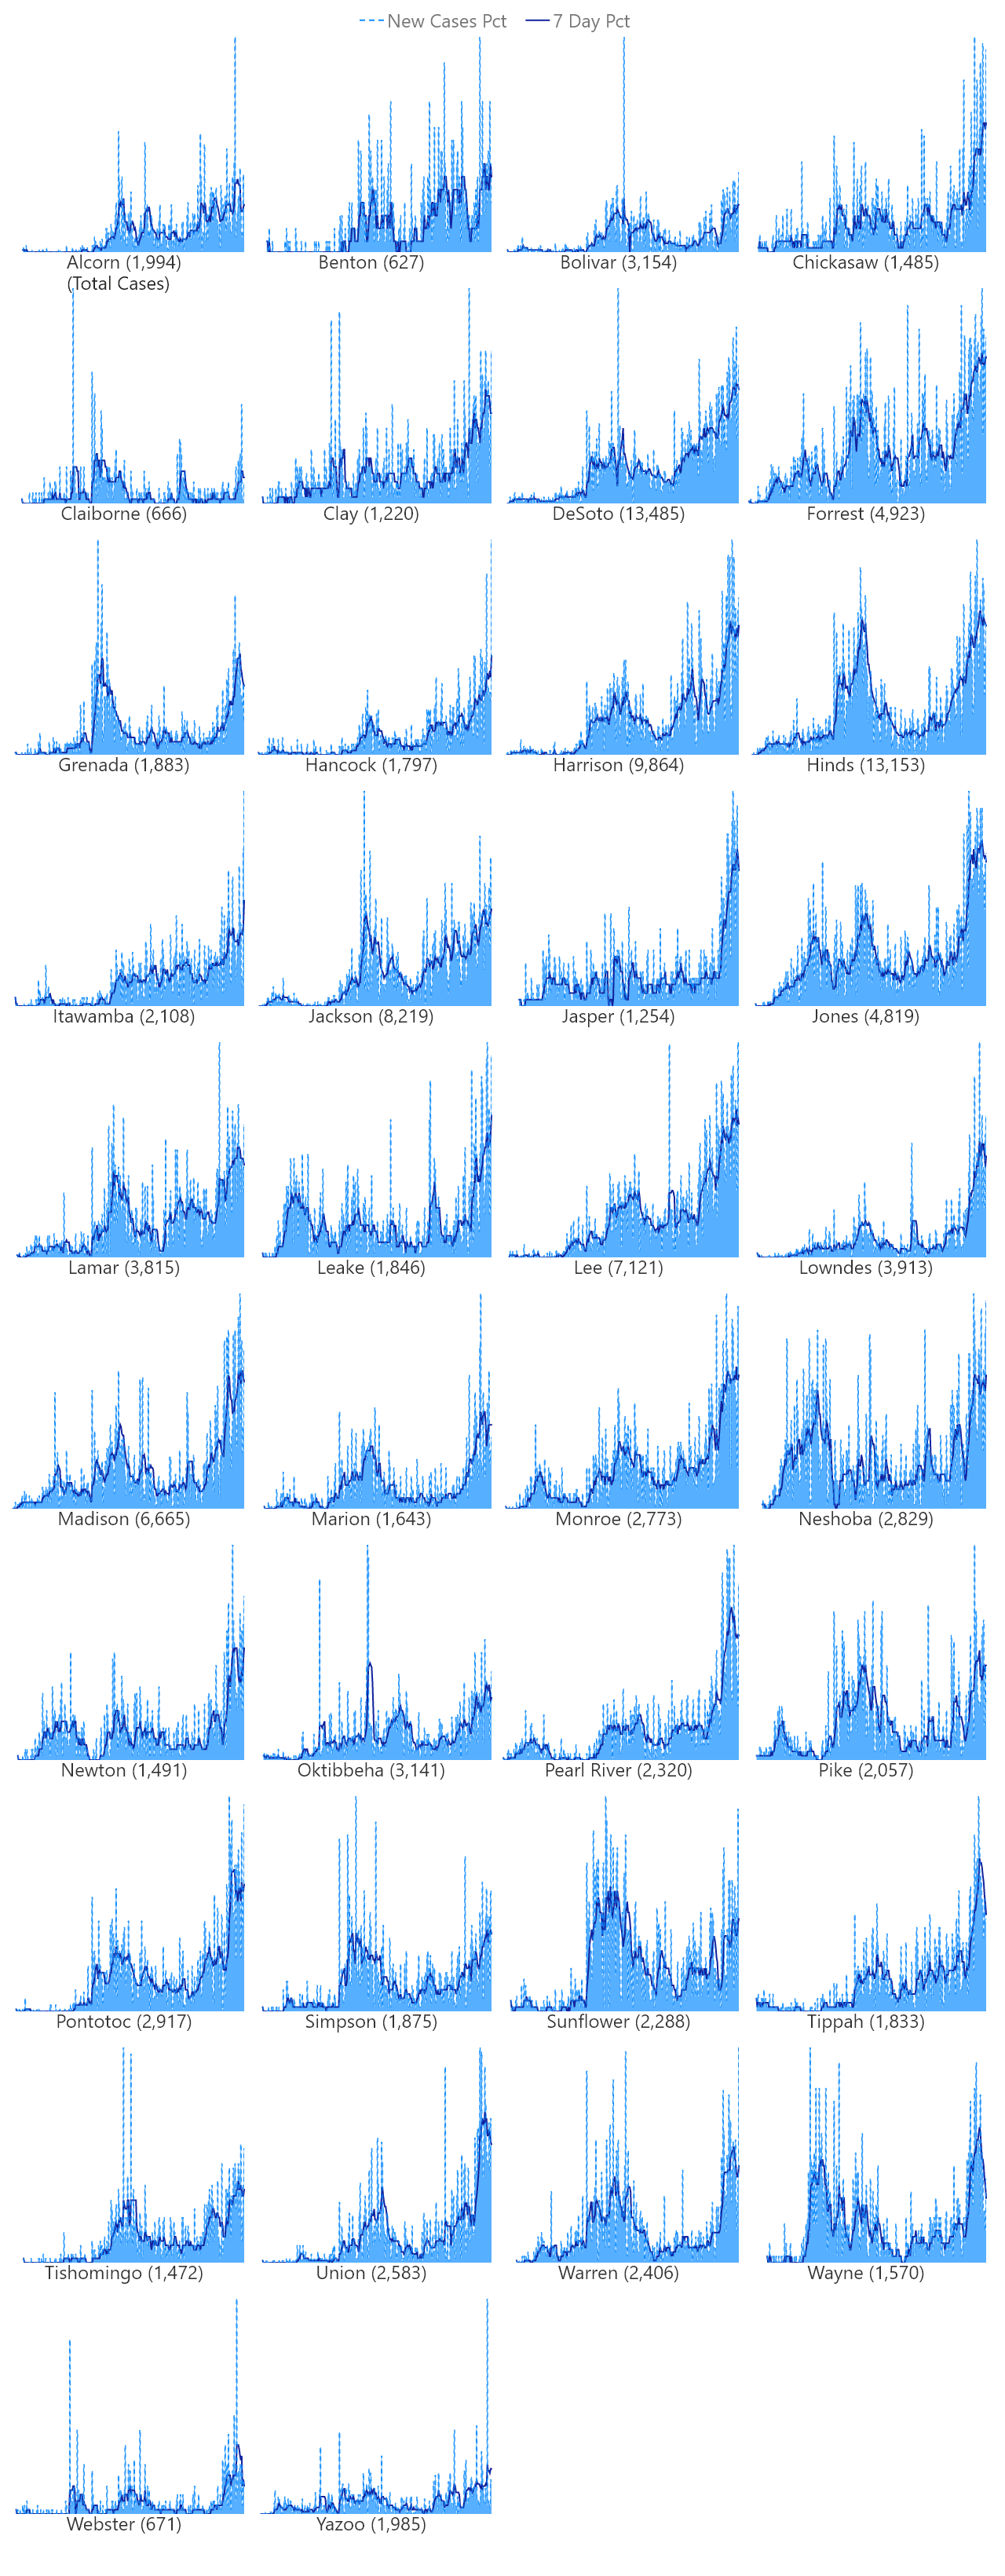 New Cases Pct 7 Day Pct
Alcorn (1,994) Benton (627) Bolivar (3,154) Chickasaw (1,485)
(Total Cases)
Claiborne (666) Clay (1,220) DeSoto (13,485) Forrest (4,923)
Grenada (1,883) Hancock (1,797) Harrison (9,864) Hinds (13,153)
Itawamba (2,108) Jackson (8,219) Jasper (1,254) Jones (4,819)
Lamar (3,815) Leake (1,846) Lee (7,121) Lowndes (3,913)
Madison (6,665) Marion (1,643) Monroe (2,773) Neshoba (2,829)
Newton (1,491) Oktibbeha (3,141) Pearl River (2,320) Pike (2,057)
Pontotoc (2,917) Simpson (1,875) Sunflower (2,288) Tippah (1,833)
Tishomingo (1,472) Union (2,583) Warren (2,406) Wayne (1,570)
Webster (671) Yazoo (1,985)